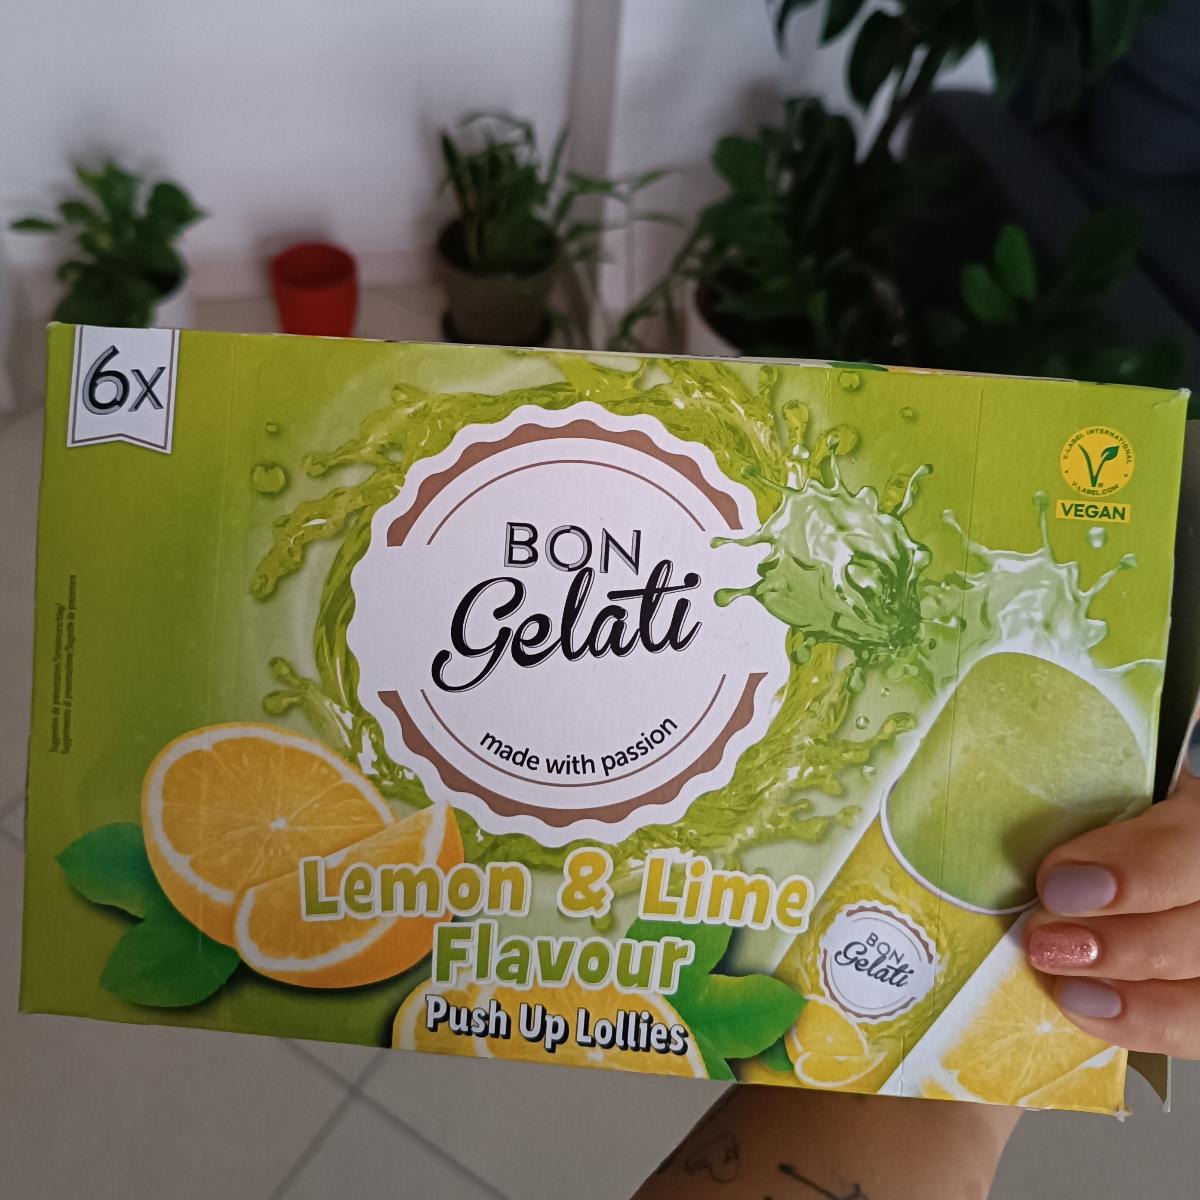 6x
V-LABEL INTERNATIONAL
V-LABEL.COM
VEGAN
BON
Gelati
made with passion
Lemon & Lime
Flavour
Push Up Lollies
BON
Gelati